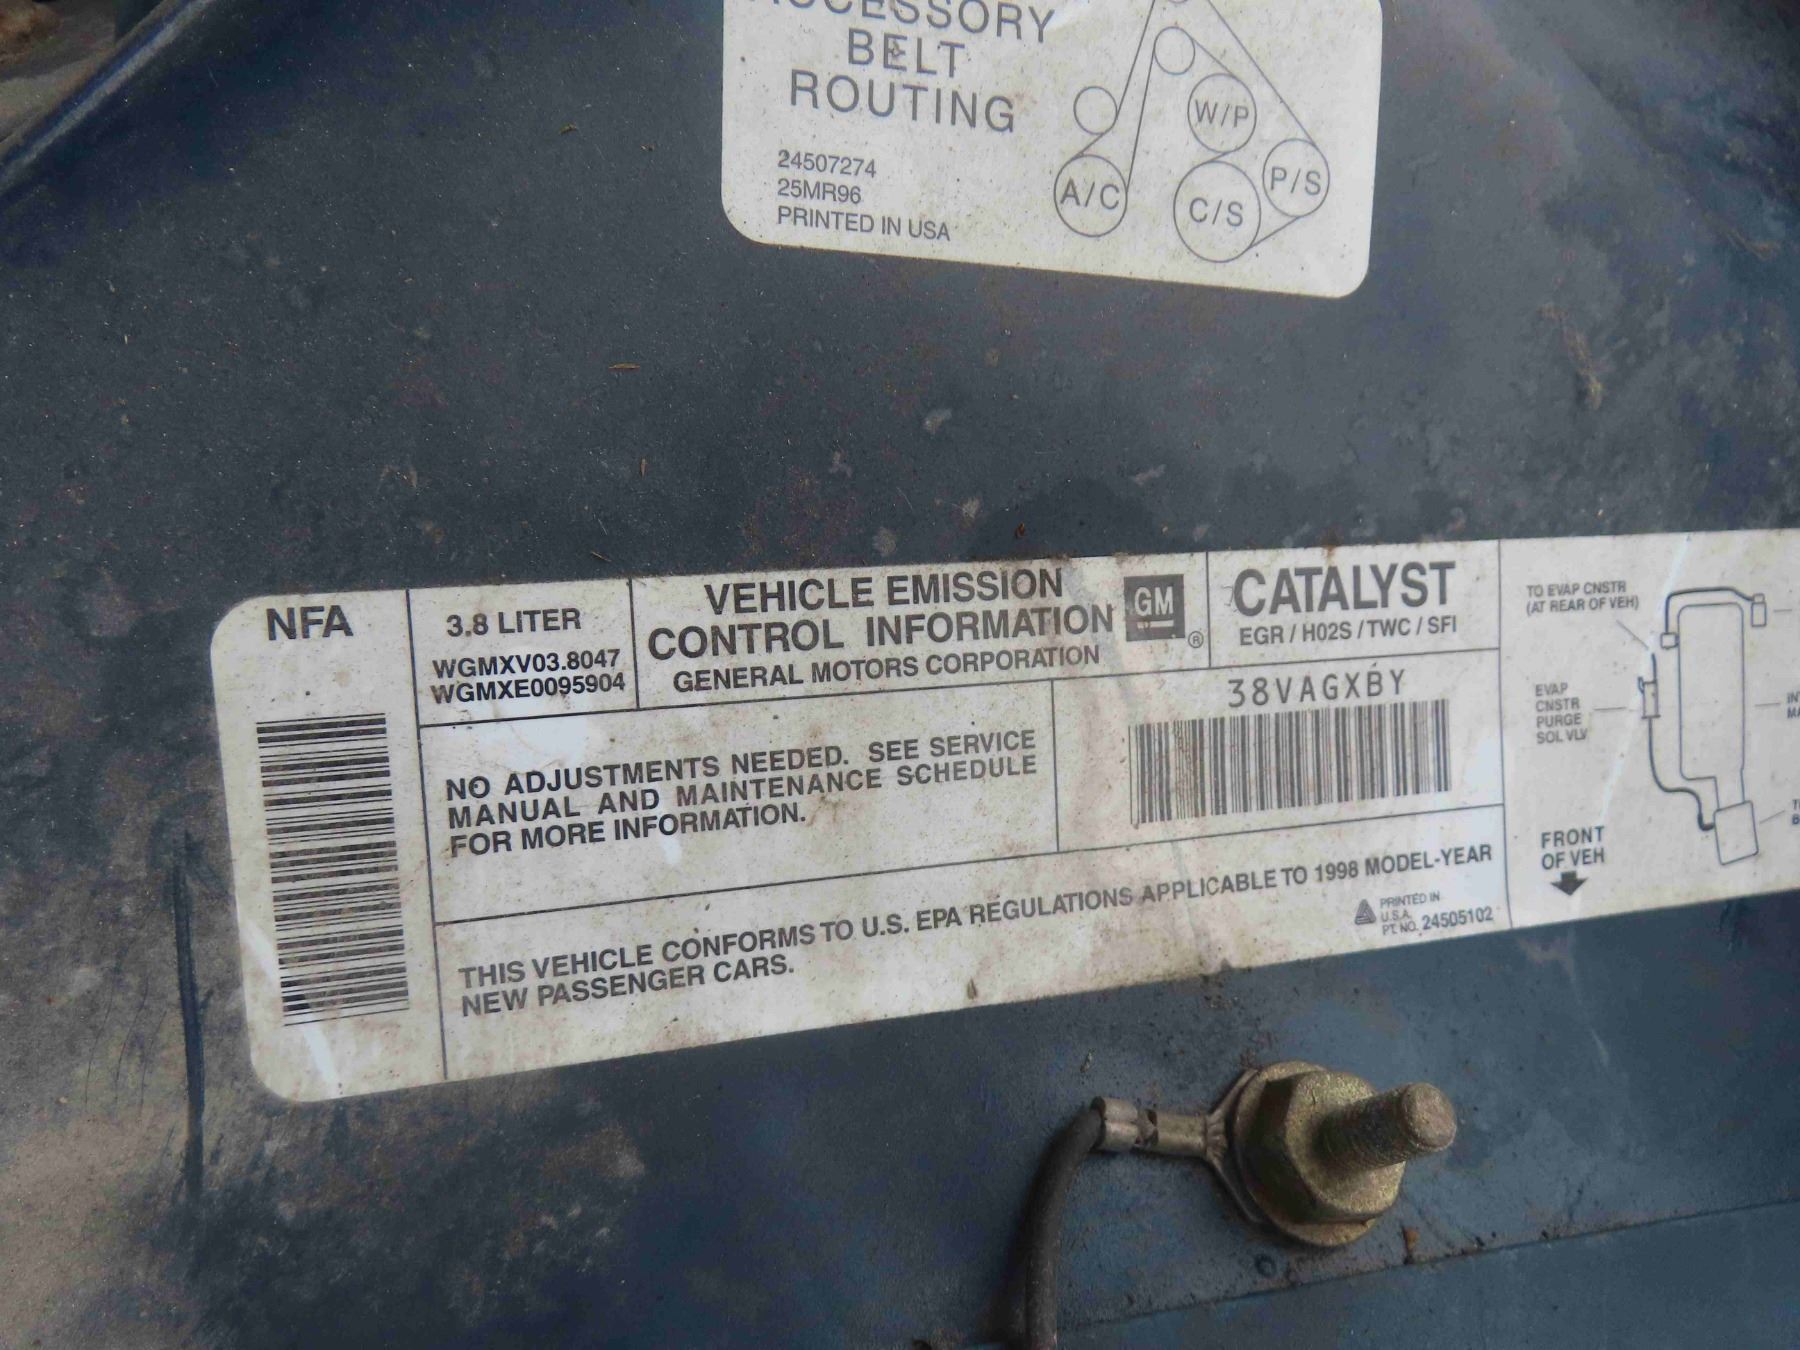 ACCESSORY
BELT
ROUTING
24507274
25MR96
PRINTED IN USA
W/P
A/C
C/S
P/S
NFA
3.8 LITER
WGMXV03.8047
WGMXE0095904
VEHICLE EMISSION
CONTROL INFORMATION
GENERAL MOTORS CORPORATION
GM
®
CATALYST
EGR / H02S / TWC / SFI
NO ADJUSTMENTS NEEDED. SEE SERVICE
MANUAL AND MAINTENANCE SCHEDULE
FOR MORE INFORMATION.
38VAGXBY
THIS VEHICLE CONFORMS TO U.S. EPA REGULATIONS APPLICABLE TO 1998 MODEL-YEAR
NEW PASSENGER CARS.
PRINTED IN
U.S.A.
PT. NO. 24505102
TO EVAP CNSTR
(AT REAR OF VEH)
EVAP
CNSTR
PURGE
SOL VLV
FRONT
OF VEH